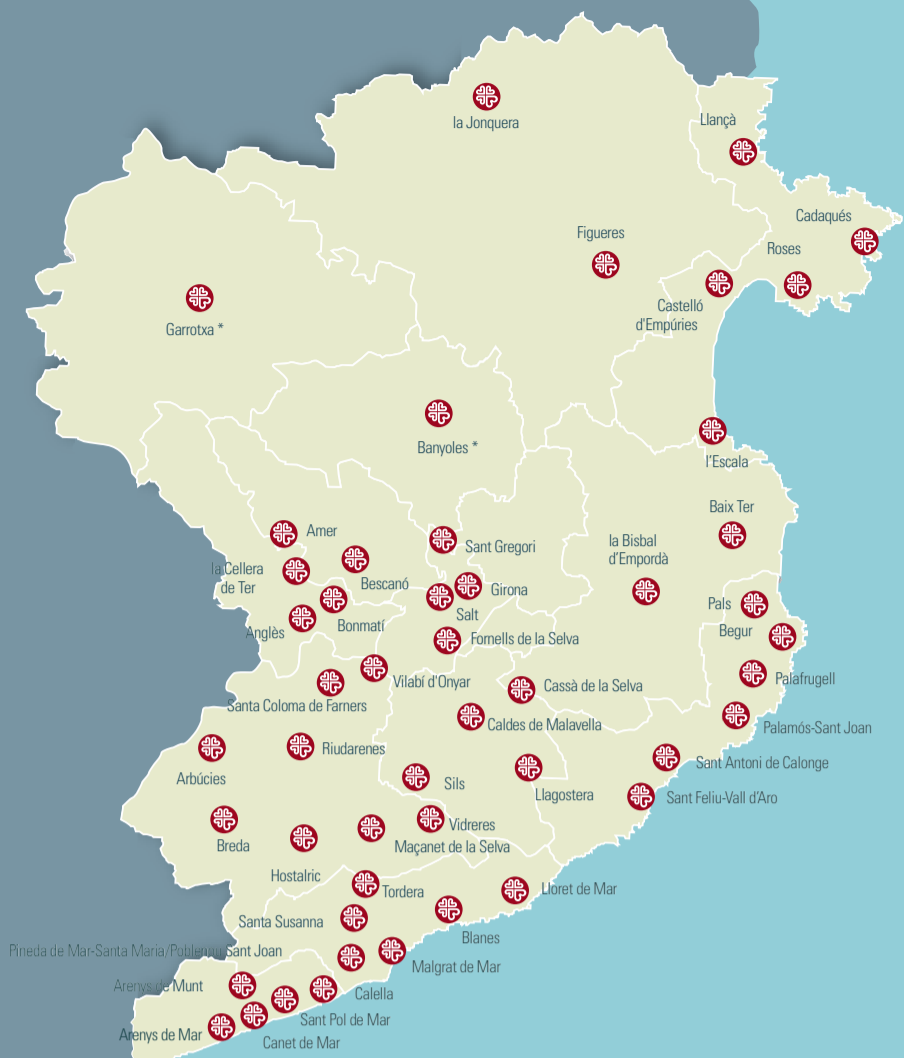 la Jonquera
Llançà
Cadaqués
Figueres
Roses
Garrotxa *
Castelló
d'Empúries
Banyoles *
l'Escala
Baix Ter
Amer
Sant Gregori
la Bisbal
d'Empordà
la Cellera
de Ter
Bescanó
Girona
Salt
Pals
Bonmatí
Anglès
Begur
Fornells de la Selva
Vilabí d'Onyar
Cassà de la Selva
Palafrugell
Santa Coloma de Farners
Caldes de Malavella
Palamós-Sant Joan
Riudarenes
Sant Antoni de Calonge
Arbúcies
Sils
Llagostera
Sant Feliu-Vall d'Aro
Vidreres
Breda
Maçanet de la Selva
Hostalric
Tordera
Lloret de Mar
Santa Susanna
Blanes
Pineda de Mar-Santa Maria/Poblenou Sant Joan
Malgrat de Mar
Arenys de Munt
Calella
Sant Pol de Mar
Arenys de Mar
Canet de Mar